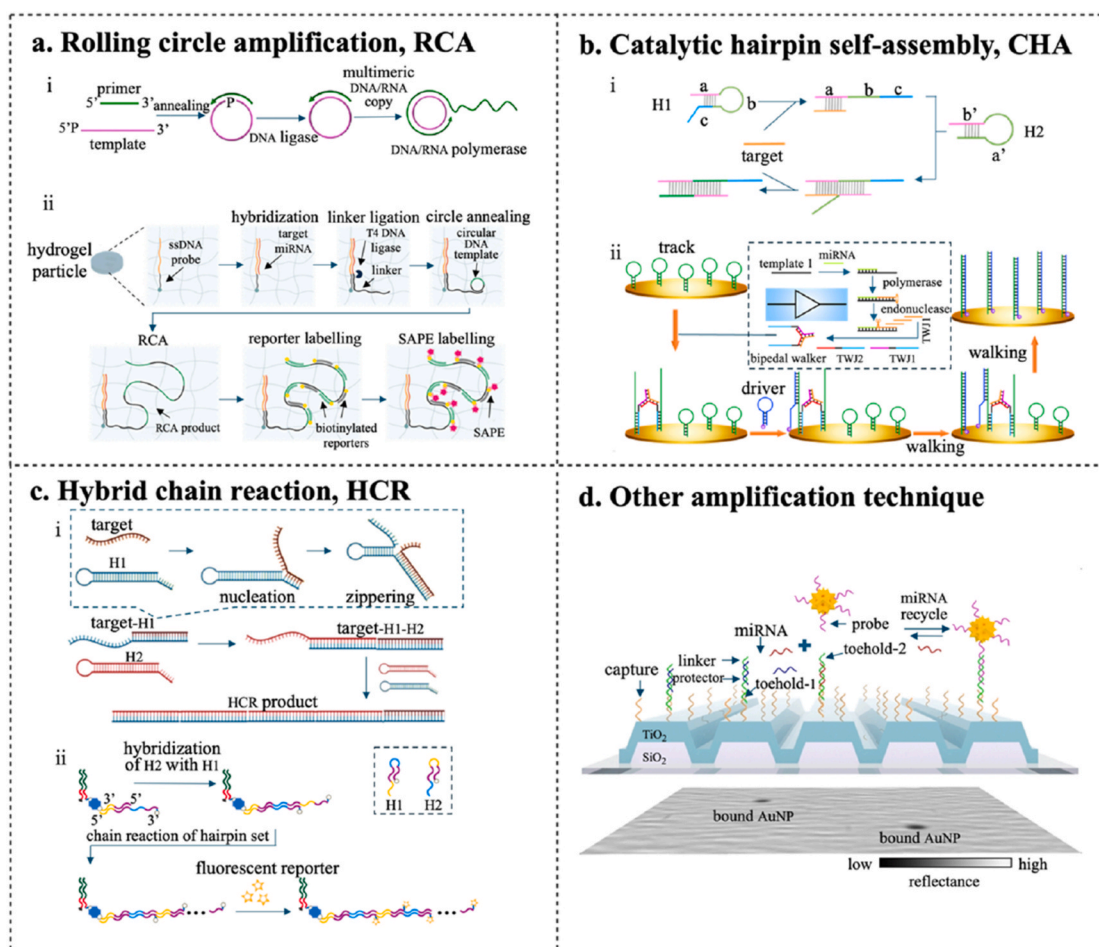 a. Rolling circle amplification, RCA
i
primer
5' 3'
annealing
5'P 3'
template
P
DNA ligase
multimeric
DNA/RNA
copy
DNA/RNA polymerase
ii
hydrogel
particle
ssDNA
probe
hybridization
target
miRNA
linker ligation
T4 DNA
ligase
linker
circle annealing
circular
DNA
template
RCA
RCA product
reporter labelling
biotinylated
reporters
SAPE labelling
SAPE
b. Catalytic hairpin self-assembly, CHA
i
H1
a
b
c
a b c
target
b'
a'
H2
ii
track
template 1
miRNA
polymerase
endonuclease
TWJ1
bipedal walker
TWJ2
TWJ1
driver
walking
walking
c. Hybrid chain reaction, HCR
i
target
H1
nucleation
zippering
target-H1
H2
target-H1-H2
HCR product
ii
hybridization
of H2 with H1
3' 5'
5' 3'
H1 H2
chain reaction of hairpin set
fluorescent reporter
d. Other amplification technique
miRNA
recycle
probe
miRNA
toehold-2
linker
protector
toehold-1
capture
TiO2
SiO2
bound AuNP
bound AuNP
low high
reflectance